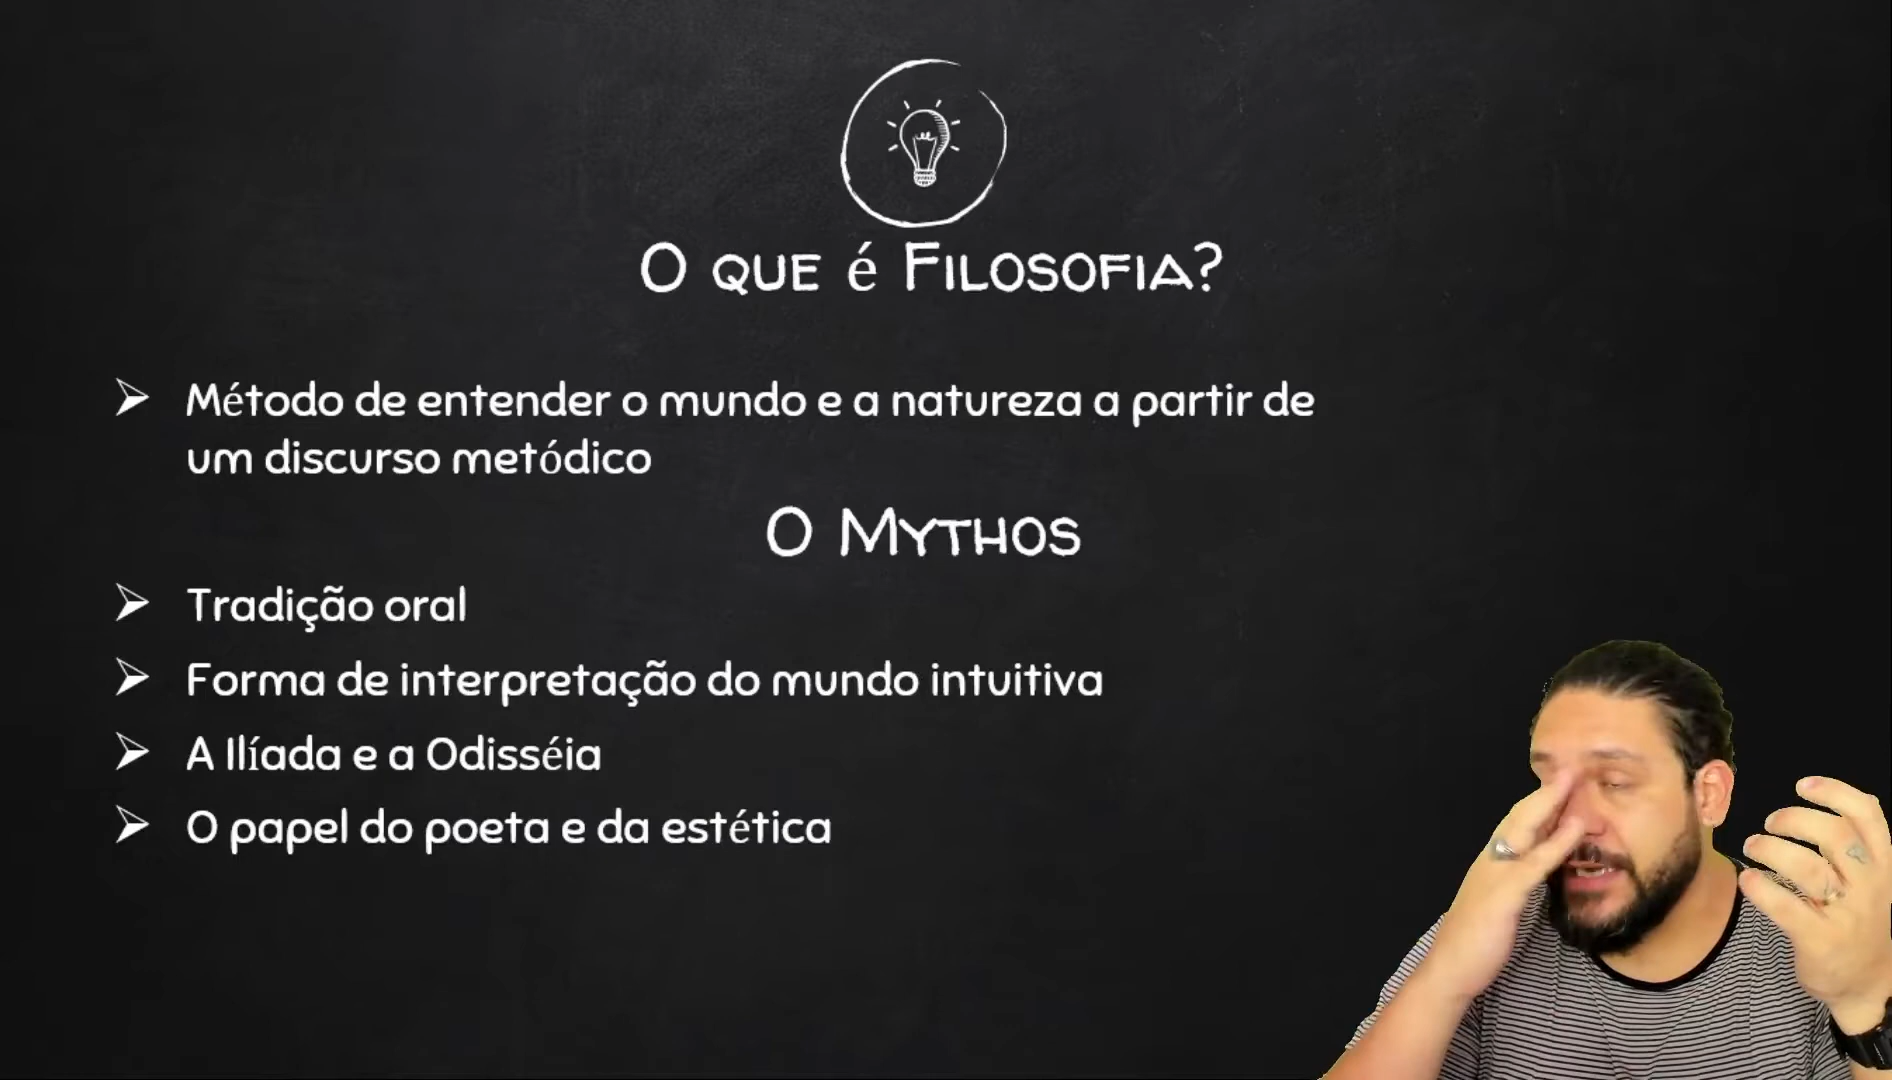 O que é Filosofia?
Método de entender o mundo e a natureza a partir de
um discurso metódico
O Mythos
Tradição oral
Forma de interpretação do mundo intuitiva
A Ilíada e a Odisséia
O papel do poeta e da estética